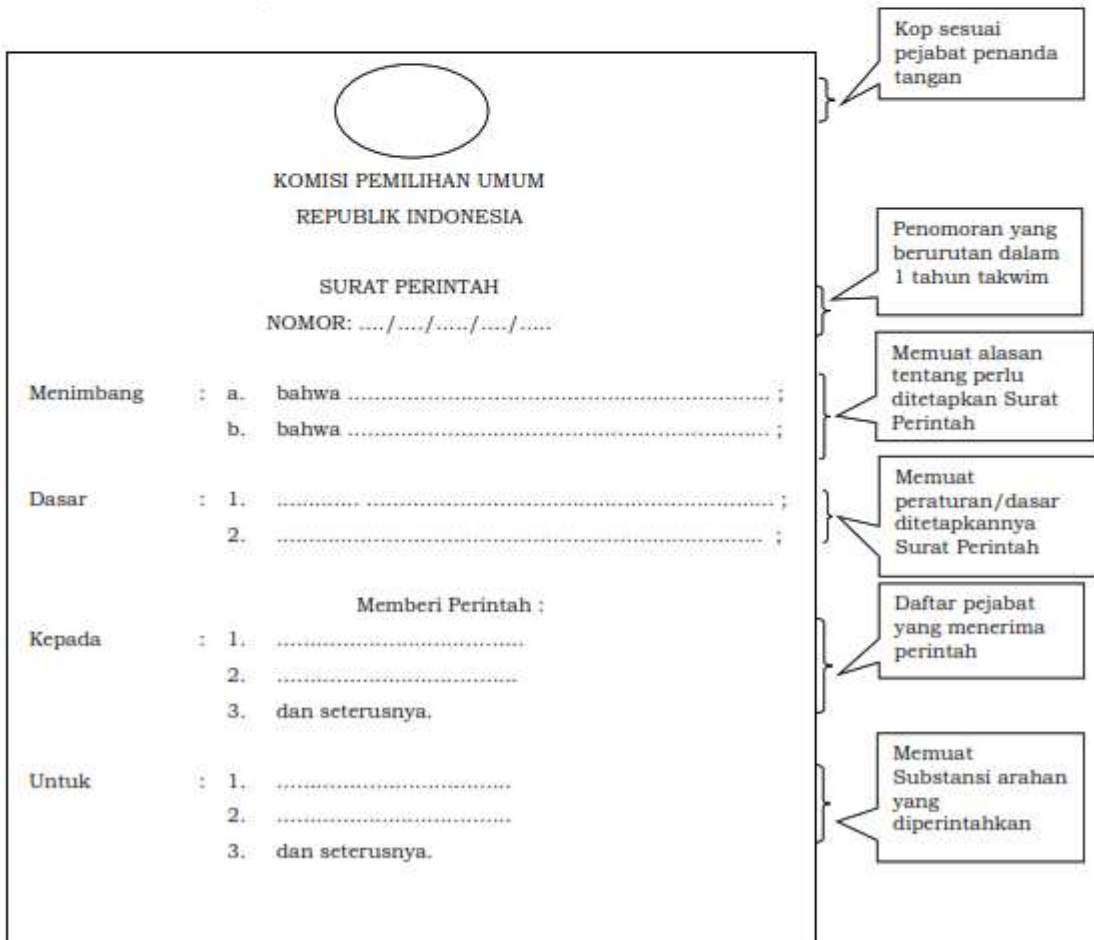 Kop sesuai
pejabat penanda
tangan
KOMISI PEMILIHAN UMUM
REPUBLIK INDONESIA
Penomoran yang
berurutan dalam
1 tahun takwim
SURAT PERINTAH
NOMOR: ..../..../...../..../.....
Memuat alasan
tentang perlu
ditetapkan Surat
Perintah
Menimbang : a. bahwa ................................................................ ;
b. bahwa ................................................................ ;
Memuat
peraturan/dasar
ditetapkannya
Surat Perintah
Dasar : 1. ............ .............................................................. ;
2. .......................................................................... ;
Memberi Perintah :
Daftar pejabat
yang menerima
perintah
Kepada : 1. ......................................
2. .....................................
3. dan seterusnya.
Memuat
Substansi arahan
yang
diperintahkan
Untuk : 1. ....................................
2. ....................................
3. dan seterusnya.